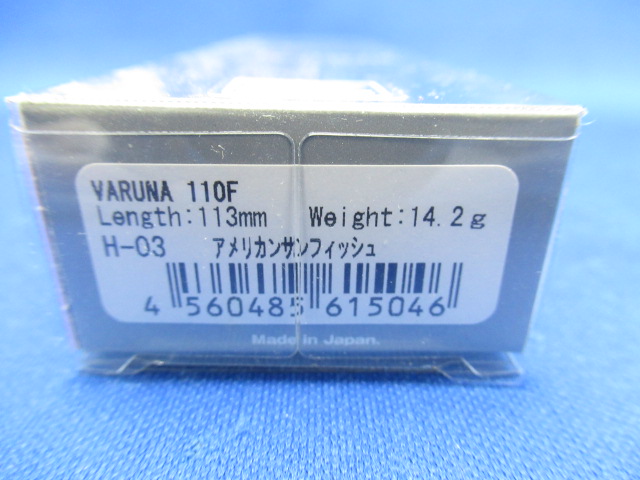 VARUNA 110F
Length:113mm Weight:14.2g
H-03 アメリカンサンフィッシュ
4 560485 615046
Made in Japan.